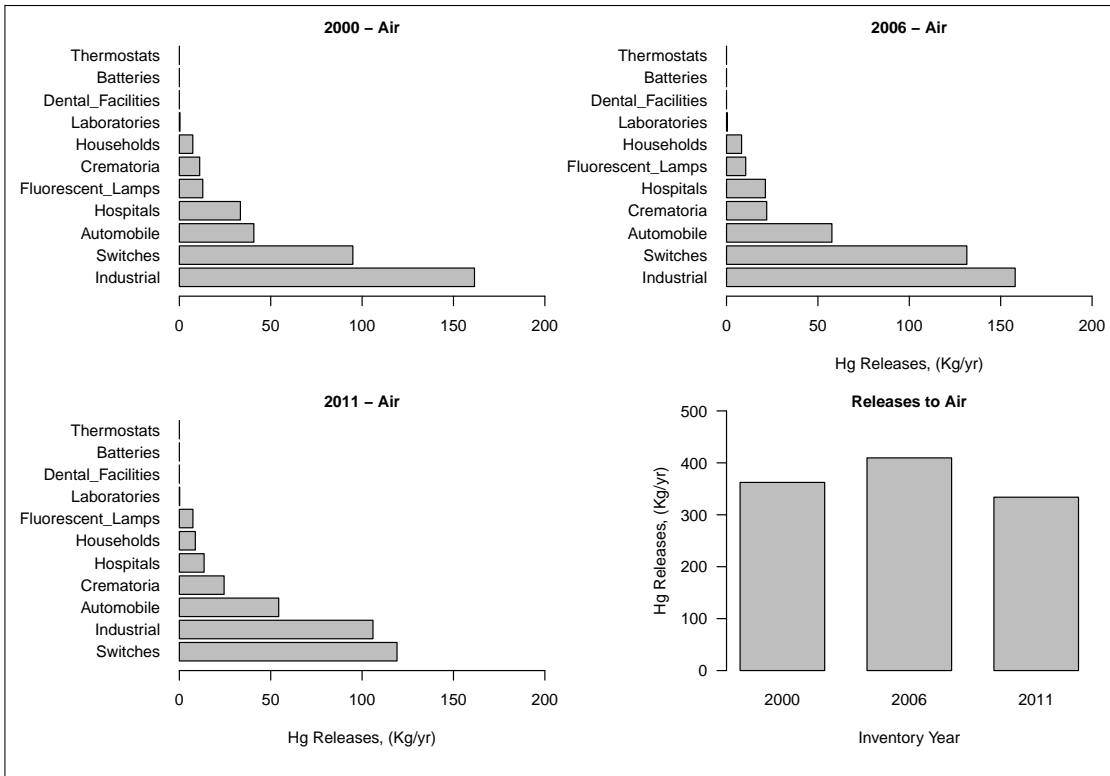 2000 – Air
Thermostats
Batteries
Dental_Facilities
Laboratories
Households
Crematoria
Fluorescent_Lamps
Hospitals
Automobile
Switches
Industrial
0 50 100 150 200
2006 – Air
Thermostats
Batteries
Dental_Facilities
Laboratories
Households
Fluorescent_Lamps
Hospitals
Crematoria
Automobile
Switches
Industrial
0 50 100 150 200
Hg Releases, (Kg/yr)
2011 – Air
Thermostats
Batteries
Dental_Facilities
Laboratories
Fluorescent_Lamps
Households
Hospitals
Crematoria
Automobile
Industrial
Switches
0 50 100 150 200
Hg Releases, (Kg/yr)
Releases to Air
Hg Releases, (Kg/yr)
500
400
300
200
100
0
2000 2006 2011
Inventory Year